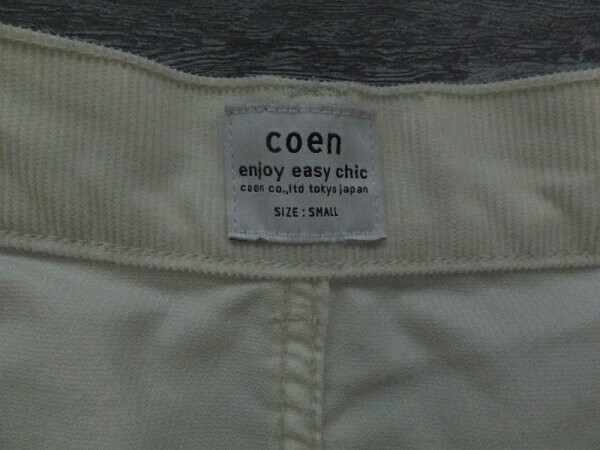 coen
enjoy easy chic
coen co.,ltd tokyo japan
SIZE : SMALL